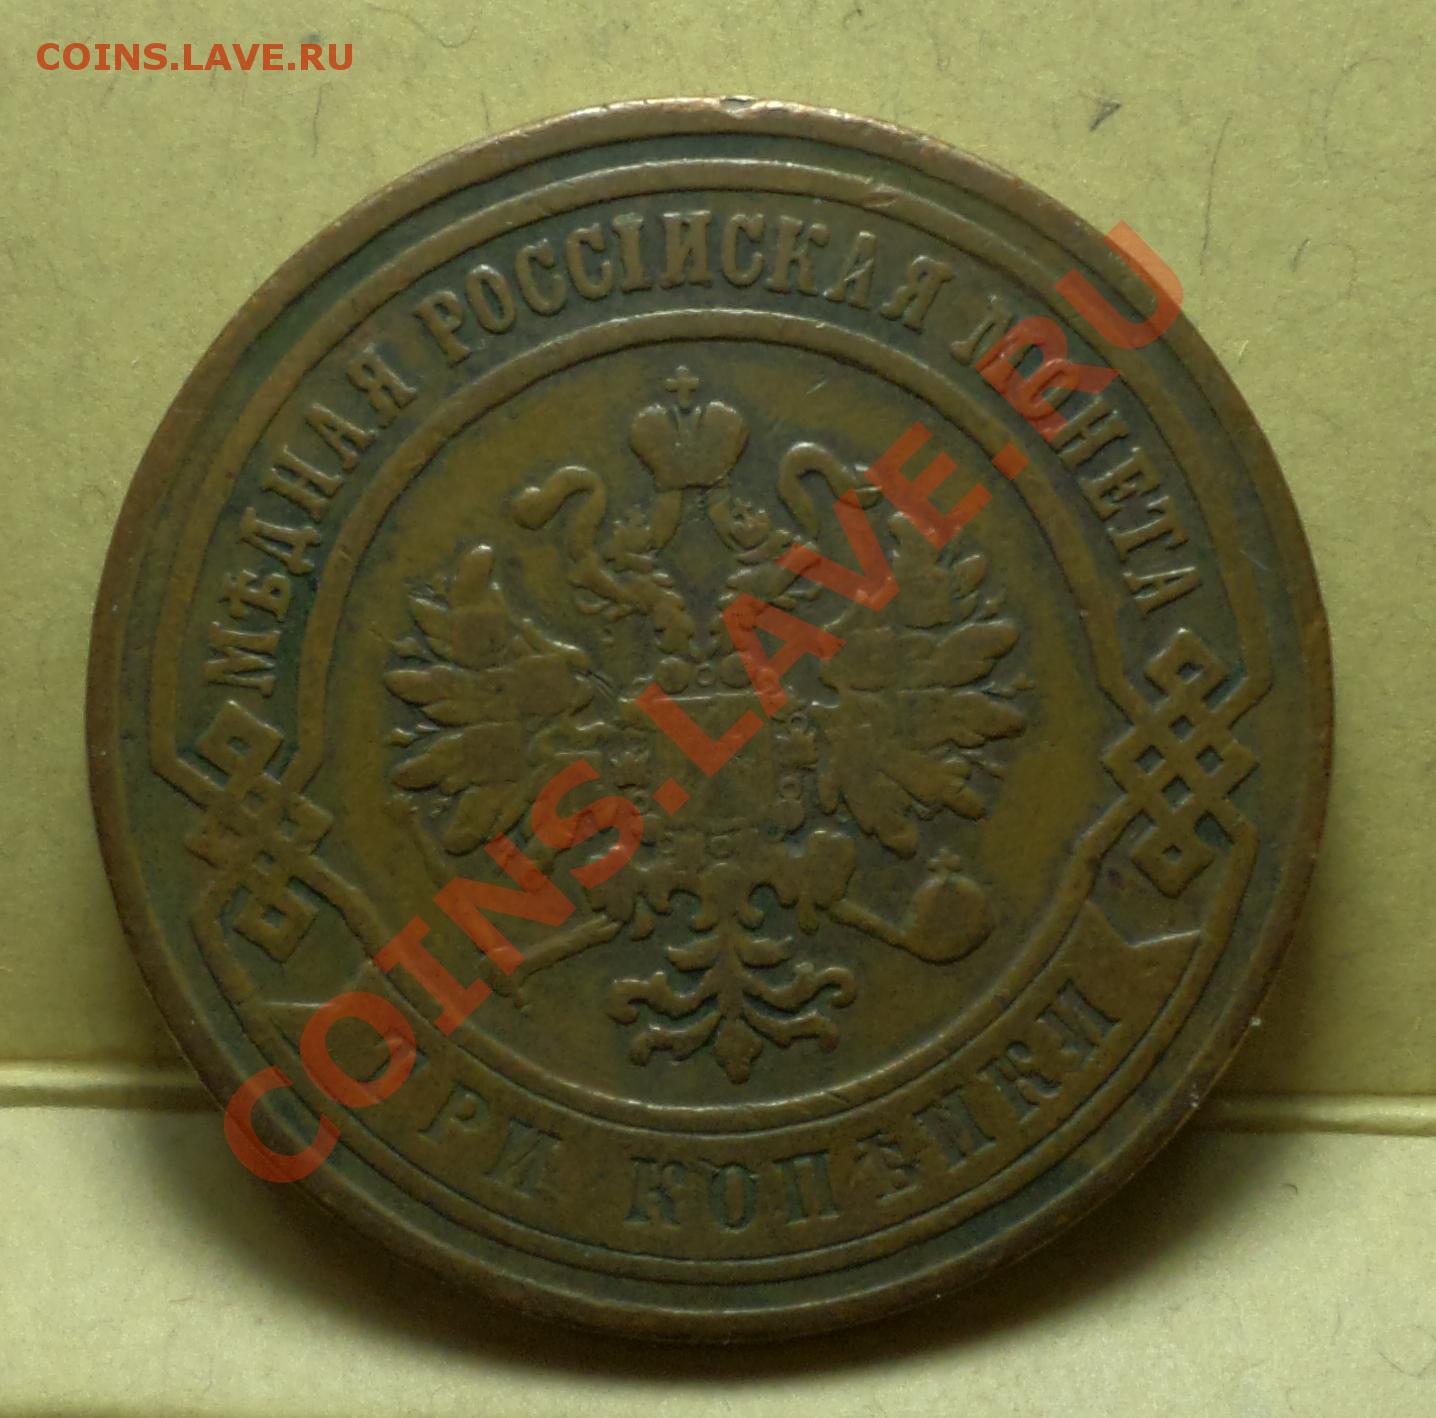 COINS.LAVE.RU
МѢДНАЯ РОССІЙСКАЯ МОНЕТА
ТРИ КОПѢЙКИ
COINS.LAVE.RU